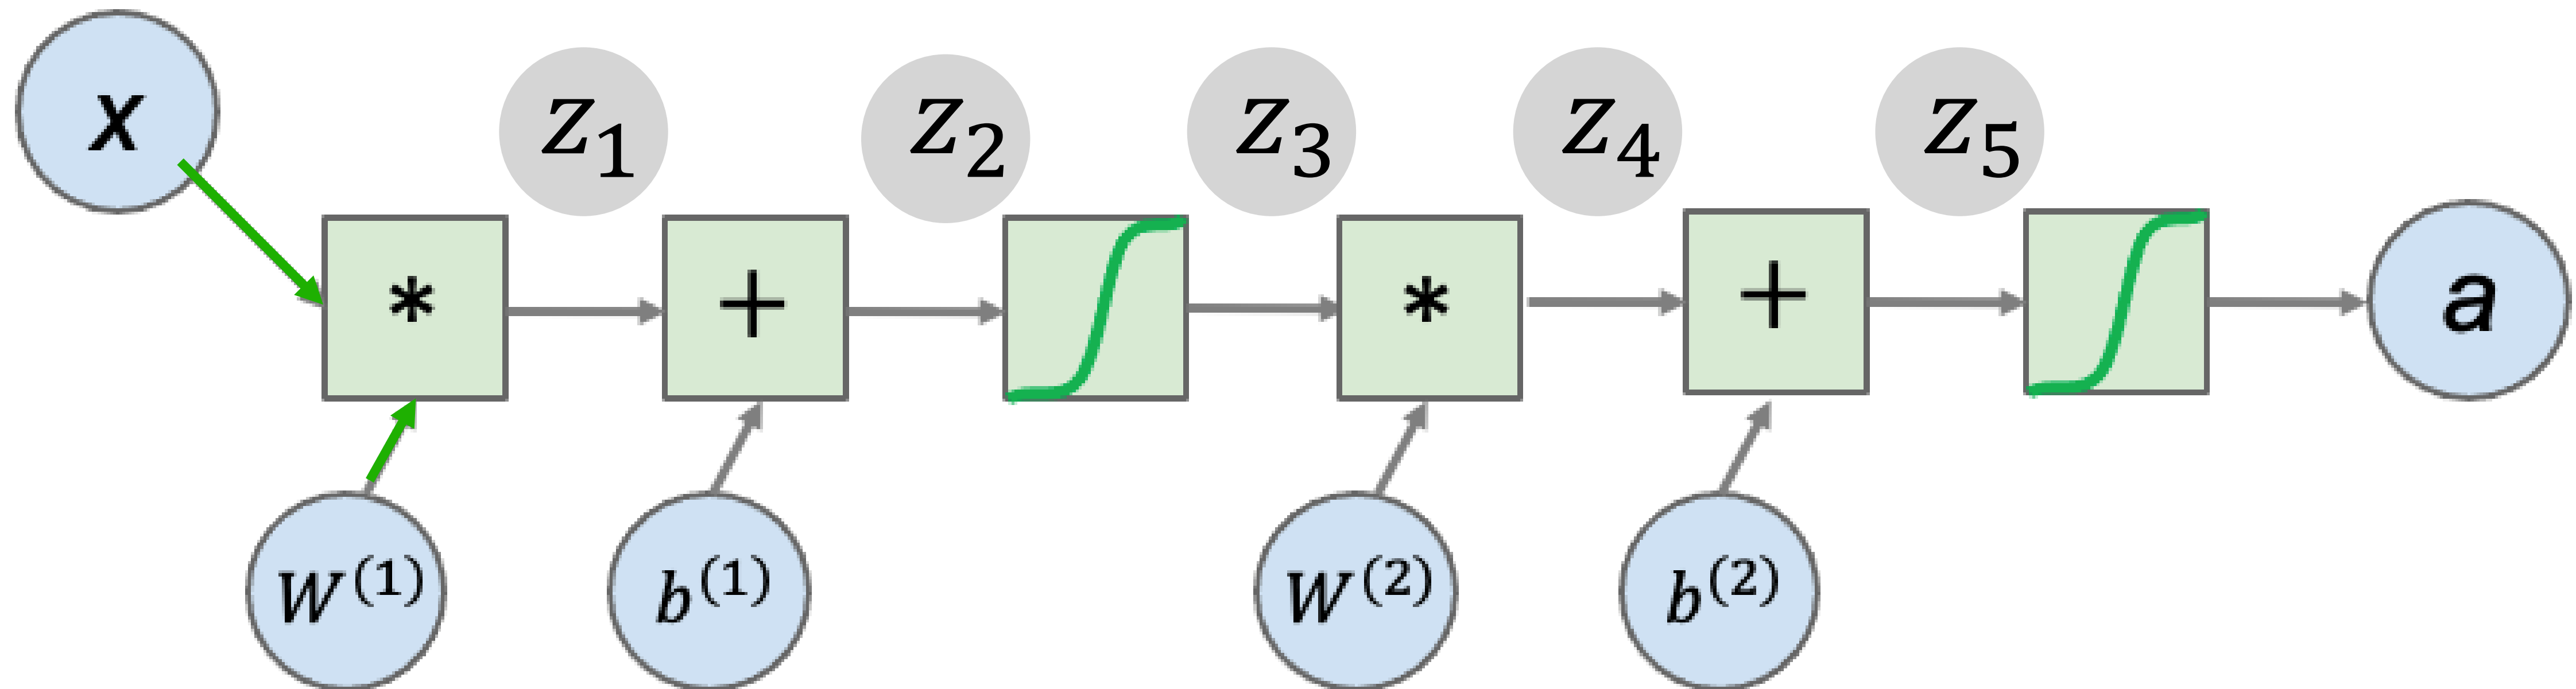 x
z₁
z₂
z₃
z₄
z₅
*
+
*
+
a
W⁽¹⁾
b⁽¹⁾
W⁽²⁾
b⁽²⁾